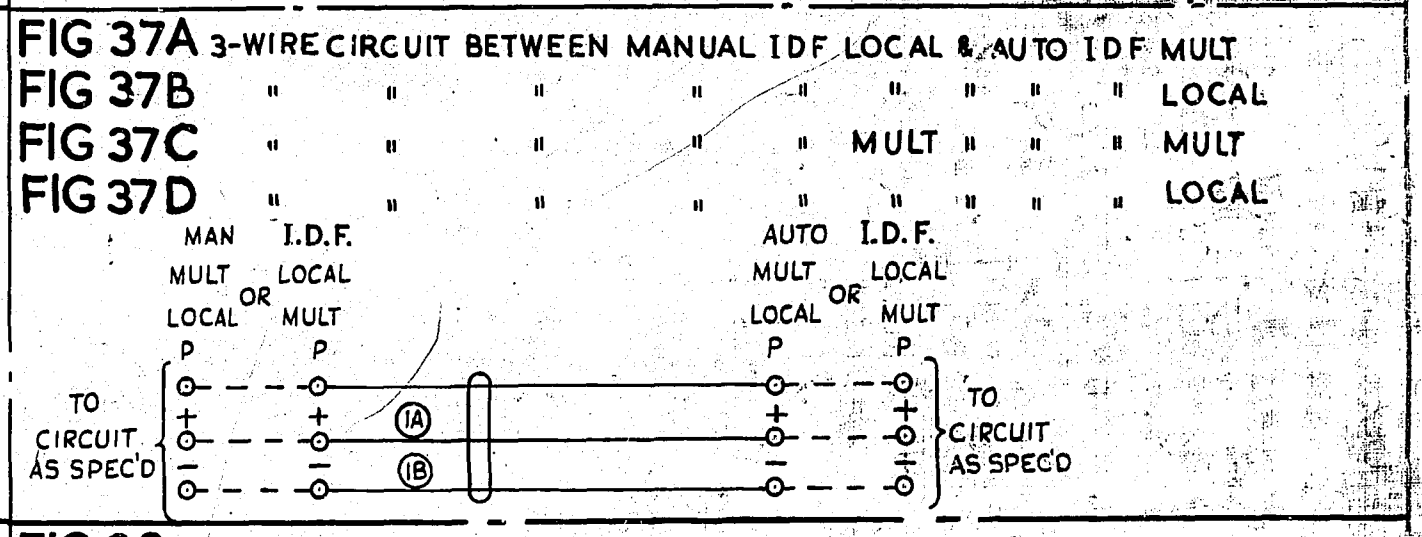 FIG 37A 3-WIRE CIRCUIT BETWEEN MANUAL IDF LOCAL & AUTO IDF MULT
FIG 37B " " " " " " " " " LOCAL
FIG 37C " " " " " MULT " " " MULT
FIG 37D " " " " " " " " " LOCAL
MAN I.D.F. AUTO I.D.F.
MULT LOCAL MULT LOCAL
OR OR
LOCAL MULT LOCAL MULT
P P P P
TO TO
+ + 1A + +
CIRCUIT CIRCUIT
- - 1B - -
AS SPEC'D AS SPEC'D